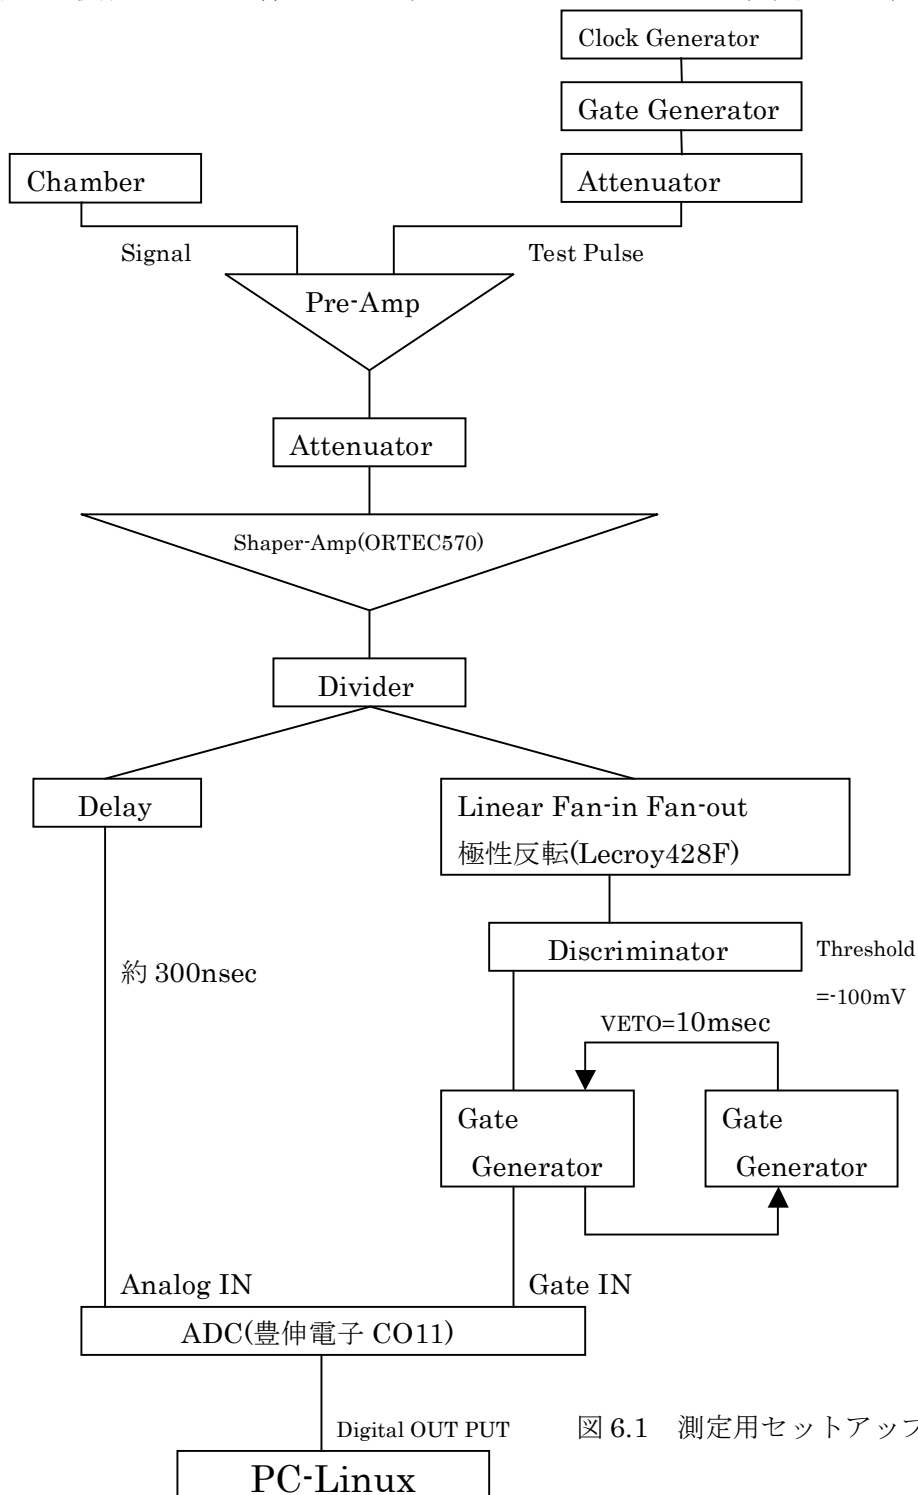 Clock Generator
Gate Generator
Chamber
Attenuator
Signal
Test Pulse
Pre-Amp
Attenuator
Shaper-Amp(ORTEC570)
Divider
Delay
Linear Fan-in Fan-out
極性反転(Lecroy428F)
Discriminator
Threshold
=-100mV
約 300nsec
VETO=10msec
Gate
Generator
Gate
Generator
Analog IN
Gate IN
ADC(豊伸電子 CO11)
Digital OUT PUT
図 6.1 測定用セットアップ
PC-Linux